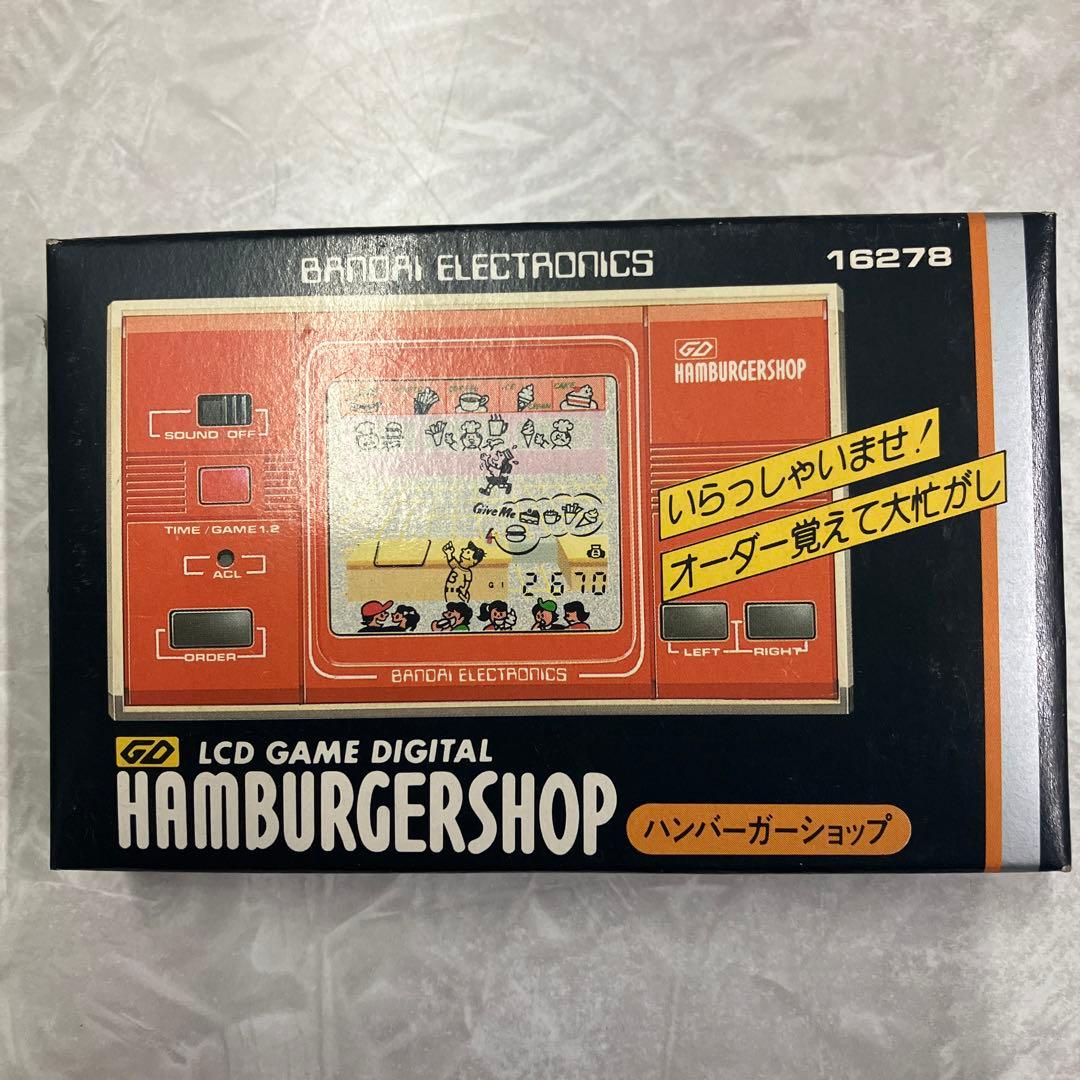 BANDAI ELECTRONICS
16278
GD
HAMBURGERSHOP
SOUND OFF
いらっしゃいませ!
オーダー覚えて大忙がし
TIME/GAME1.2
ACL
CAKE
Give Me
G 1
2670
ORDER
LEFT
RIGHT
BANDAI ELECTRONICS
GD LCD GAME DIGITAL
HAMBURGERSHOP
ハンバーガーショップ